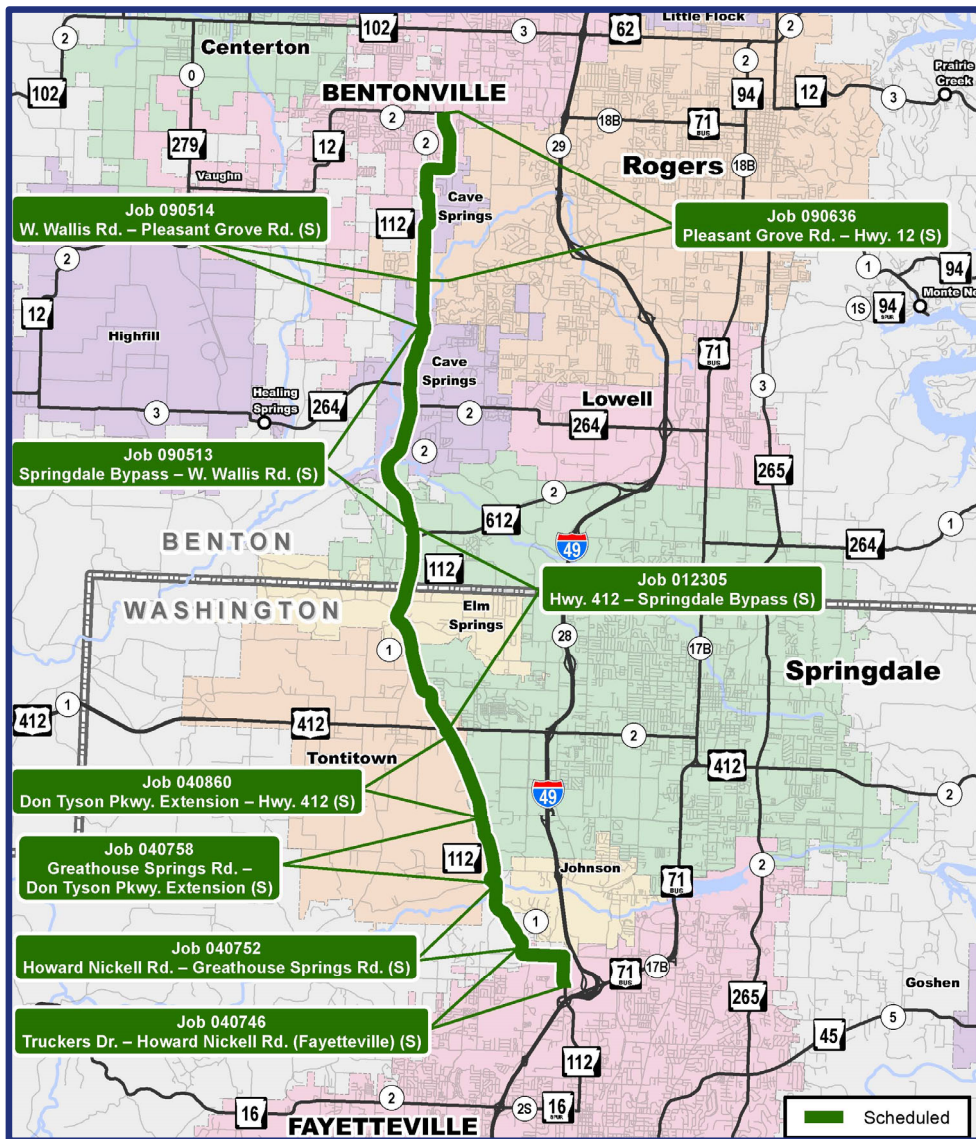 102
3
62
Little Flock
2
Centerton
2
102
0
BENTONVILLE
2
94
12
Prairie
Creek
3
102
279
12
2
2
29
18B
71
BUS
18B
Rogers
Vaughn
Cave
Springs
Job 090514
W. Wallis Rd. – Pleasant Grove Rd. (S)
112
Job 090636
Pleasant Grove Rd. – Hwy. 12 (S)
2
12
1
94
1S
94
SPUR
Highfill
71
BUS
Cave
Springs
Healing
Springs
3
264
2
Lowell
264
3
265
Job 090513
Springdale Bypass – W. Wallis Rd. (S)
2
2
612
BENTON
49
264
1
112
WASHINGTON
Job 012305
Hwy. 412 – Springdale Bypass (S)
Elm
Springs
1
28
17B
Springdale
1
412
412
2
Tontitown
412
2
Job 040860
Don Tyson Pkwy. Extension – Hwy. 412 (S)
49
Job 040758
Greathouse Springs Rd. –
Don Tyson Pkwy. Extension (S)
112
Johnson
71
BUS
2
1
Job 040752
Howard Nickell Rd. – Greathouse Springs Rd. (S)
71
BUS
17B
Goshen
265
Job 040746
Truckers Dr. – Howard Nickell Rd. (Fayetteville) (S)
5
45
112
16
2
2S
16
SPUR
FAYETTEVILLE
Scheduled